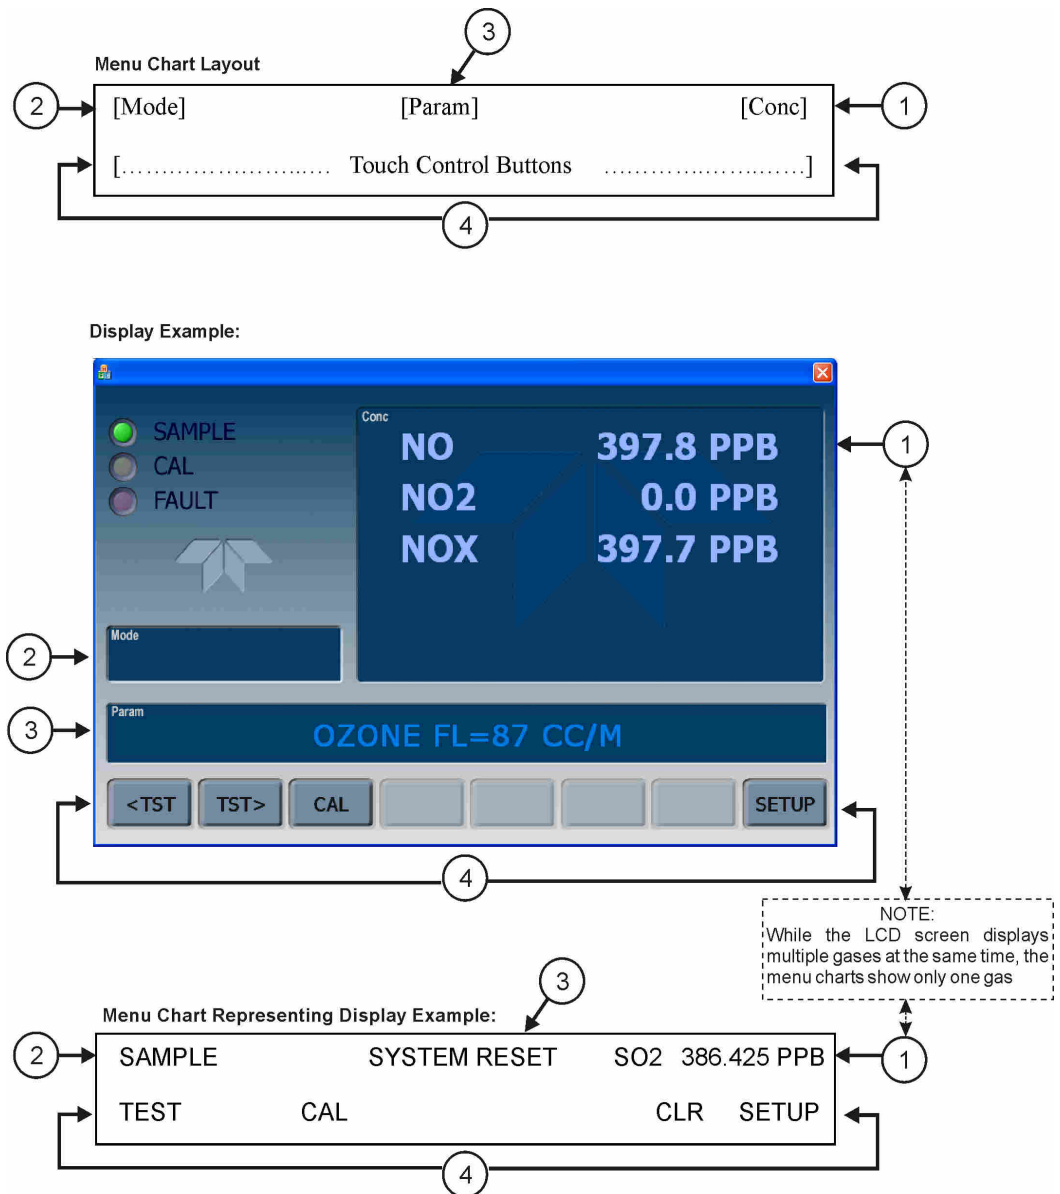 3
Menu Chart Layout
2
[Mode] [Param] [Conc]
1
[........................ Touch Control Buttons ........................]
4
Display Example:
SAMPLE
CAL
FAULT
Conc
NO 397.8 PPB
NO2 0.0 PPB
NOX 397.7 PPB
1
Mode
2
Param
OZONE FL=87 CC/M
3
<TST TST> CAL SETUP
4
NOTE:
While the LCD screen displays
multiple gases at the same time, the
menu charts show only one gas
3
Menu Chart Representing Display Example:
2
SAMPLE SYSTEM RESET SO2 386.425 PPB
1
TEST CAL CLR SETUP
4